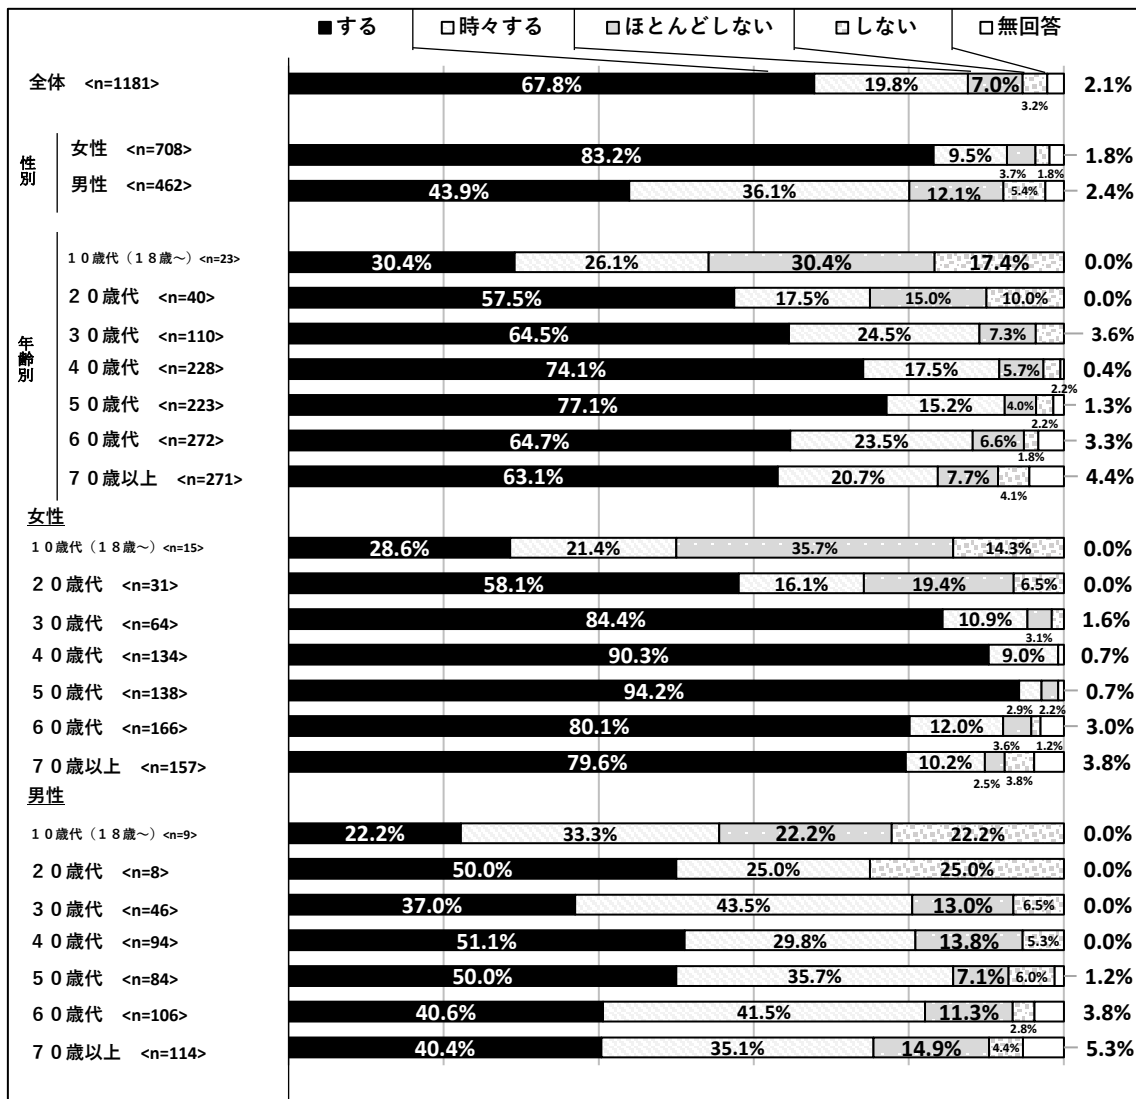 ■する □時々する □ほとんどしない □しない □無回答
全体 <n=1181> 67.8% 19.8% 7.0% 3.2% 2.1%
性別
女性 <n=708> 83.2% 9.5% 3.7% 1.8% 1.8%
男性 <n=462> 43.9% 36.1% 12.1% 5.4% 2.4%
年齢別
10歳代（18歳～） <n=23> 30.4% 26.1% 30.4% 17.4% 0.0%
20歳代 <n=40> 57.5% 17.5% 15.0% 10.0% 0.0%
30歳代 <n=110> 64.5% 24.5% 7.3% 3.6%
40歳代 <n=228> 74.1% 17.5% 5.7% 2.2% 0.4%
50歳代 <n=223> 77.1% 15.2% 4.0% 2.2% 1.3%
60歳代 <n=272> 64.7% 23.5% 6.6% 1.8% 3.3%
70歳以上 <n=271> 63.1% 20.7% 7.7% 4.1% 4.4%
女性
10歳代（18歳～） <n=15> 28.6% 21.4% 35.7% 14.3% 0.0%
20歳代 <n=31> 58.1% 16.1% 19.4% 6.5% 0.0%
30歳代 <n=64> 84.4% 10.9% 3.1% 1.6%
40歳代 <n=134> 90.3% 9.0% 0.7%
50歳代 <n=138> 94.2% 2.9% 2.2% 0.7%
60歳代 <n=166> 80.1% 12.0% 3.6% 1.2% 3.0%
70歳以上 <n=157> 79.6% 10.2% 2.5% 3.8% 3.8%
男性
10歳代（18歳～） <n=9> 22.2% 33.3% 22.2% 22.2% 0.0%
20歳代 <n=8> 50.0% 25.0% 25.0% 0.0%
30歳代 <n=46> 37.0% 43.5% 13.0% 6.5% 0.0%
40歳代 <n=94> 51.1% 29.8% 13.8% 5.3% 0.0%
50歳代 <n=84> 50.0% 35.7% 7.1% 6.0% 1.2%
60歳代 <n=106> 40.6% 41.5% 11.3% 2.8% 3.8%
70歳以上 <n=114> 40.4% 35.1% 14.9% 4.4% 5.3%